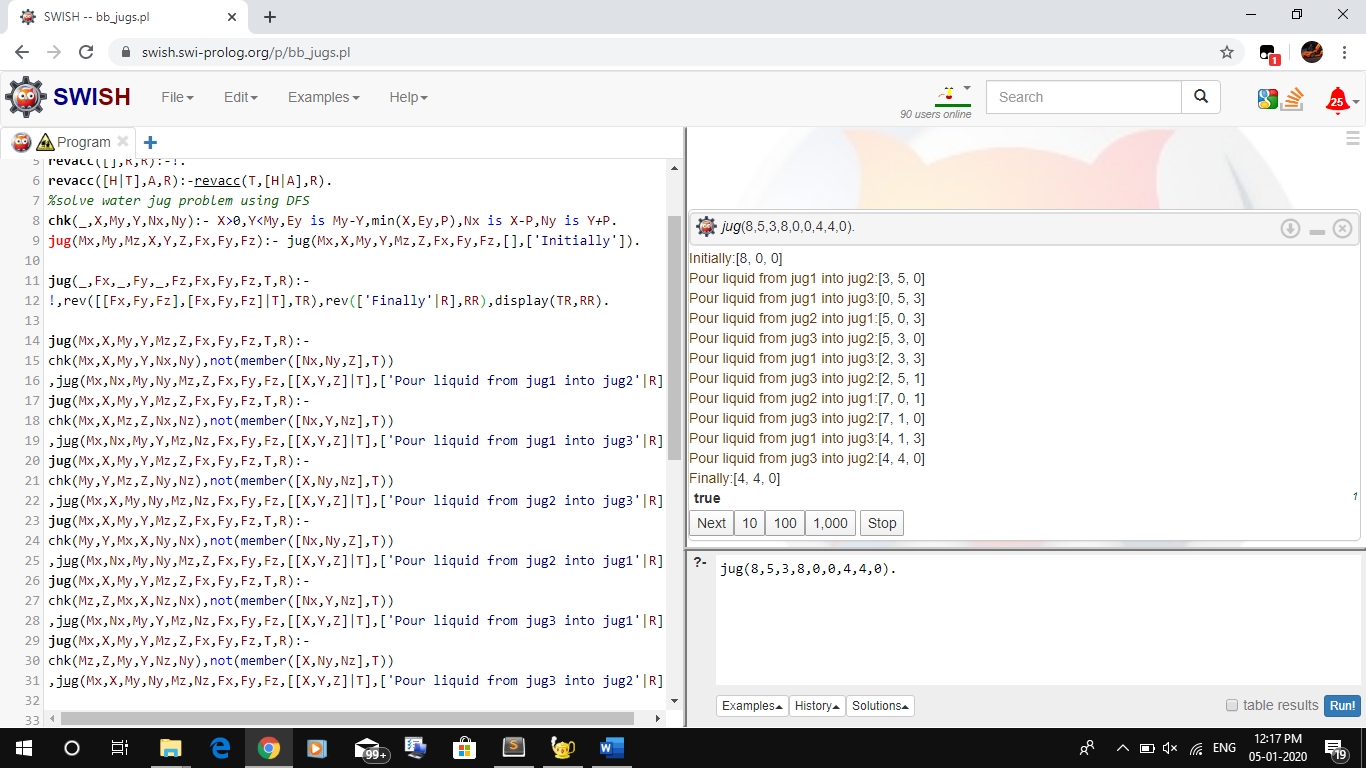 SWISH -- bb_jugs.pl
swish.swi-prolog.org/p/bb_jugs.pl
1
SWISH
File
Edit
Examples
Help
90 users online
Search
25
Program
5 revacc([],R,R):-!.
6 revacc([H|T],A,R):-revacc(T,[H|A],R).
7 %solve water jug problem using DFS
8 chk(_,X,My,Y,Nx,Ny):- X>0,Y<My,Ey is My-Y,min(X,Ey,P),Nx is X-P,Ny is Y+P.
9 jug(Mx,My,Mz,X,Y,Z,Fx,Fy,Fz):- jug(Mx,X,My,Y,Mz,Z,Fx,Fy,Fz,[],['Initially']).
10
11 jug(_,Fx,_,Fy,_,Fz,Fx,Fy,Fz,T,R):-
12 !,rev([[Fx,Fy,Fz],[Fx,Fy,Fz]|T],TR),rev(['Finally'|R],RR),display(TR,RR).
13
14 jug(Mx,X,My,Y,Mz,Z,Fx,Fy,Fz,T,R):-
15 chk(Mx,X,My,Y,Nx,Ny),not(member([Nx,Ny,Z],T))
16 ,jug(Mx,Nx,My,Ny,Mz,Z,Fx,Fy,Fz,[[X,Y,Z]|T],['Pour liquid from jug1 into jug2'|R]
17 jug(Mx,X,My,Y,Mz,Z,Fx,Fy,Fz,T,R):-
18 chk(Mx,X,Mz,Z,Nx,Nz),not(member([Nx,Y,Nz],T))
19 ,jug(Mx,Nx,My,Y,Mz,Nz,Fx,Fy,Fz,[[X,Y,Z]|T],['Pour liquid from jug1 into jug3'|R]
20 jug(Mx,X,My,Y,Mz,Z,Fx,Fy,Fz,T,R):-
21 chk(My,Y,Mz,Z,Ny,Nz),not(member([X,Ny,Nz],T))
22 ,jug(Mx,X,My,Ny,Mz,Nz,Fx,Fy,Fz,[[X,Y,Z]|T],['Pour liquid from jug2 into jug3'|R]
23 jug(Mx,X,My,Y,Mz,Z,Fx,Fy,Fz,T,R):-
24 chk(My,Y,Mx,X,Ny,Nx),not(member([Nx,Ny,Z],T))
25 ,jug(Mx,Nx,My,Ny,Mz,Z,Fx,Fy,Fz,[[X,Y,Z]|T],['Pour liquid from jug2 into jug1'|R]
26 jug(Mx,X,My,Y,Mz,Z,Fx,Fy,Fz,T,R):-
27 chk(Mz,Z,Mx,X,Nz,Nx),not(member([Nx,Y,Nz],T))
28 ,jug(Mx,Nx,My,Y,Mz,Nz,Fx,Fy,Fz,[[X,Y,Z]|T],['Pour liquid from jug3 into jug1'|R]
29 jug(Mx,X,My,Y,Mz,Z,Fx,Fy,Fz,T,R):-
30 chk(Mz,Z,My,Y,Nz,Ny),not(member([X,Ny,Nz],T))
31 ,jug(Mx,X,My,Ny,Mz,Nz,Fx,Fy,Fz,[[X,Y,Z]|T],['Pour liquid from jug3 into jug2'|R]
32
33
jug(8,5,3,8,0,0,4,4,0).
Initially:[8, 0, 0]
Pour liquid from jug1 into jug2:[3, 5, 0]
Pour liquid from jug1 into jug3:[0, 5, 3]
Pour liquid from jug2 into jug1:[5, 0, 3]
Pour liquid from jug3 into jug2:[5, 3, 0]
Pour liquid from jug1 into jug3:[2, 3, 3]
Pour liquid from jug3 into jug2:[2, 5, 1]
Pour liquid from jug2 into jug1:[7, 0, 1]
Pour liquid from jug3 into jug2:[7, 1, 0]
Pour liquid from jug1 into jug3:[4, 1, 3]
Pour liquid from jug3 into jug2:[4, 4, 0]
Finally:[4, 4, 0]
true 1
Next 10 100 1,000 Stop
?- jug(8,5,3,8,0,0,4,4,0).
Examples History Solutions table results Run!
99+
ENG
12:17 PM
05-01-2020
19